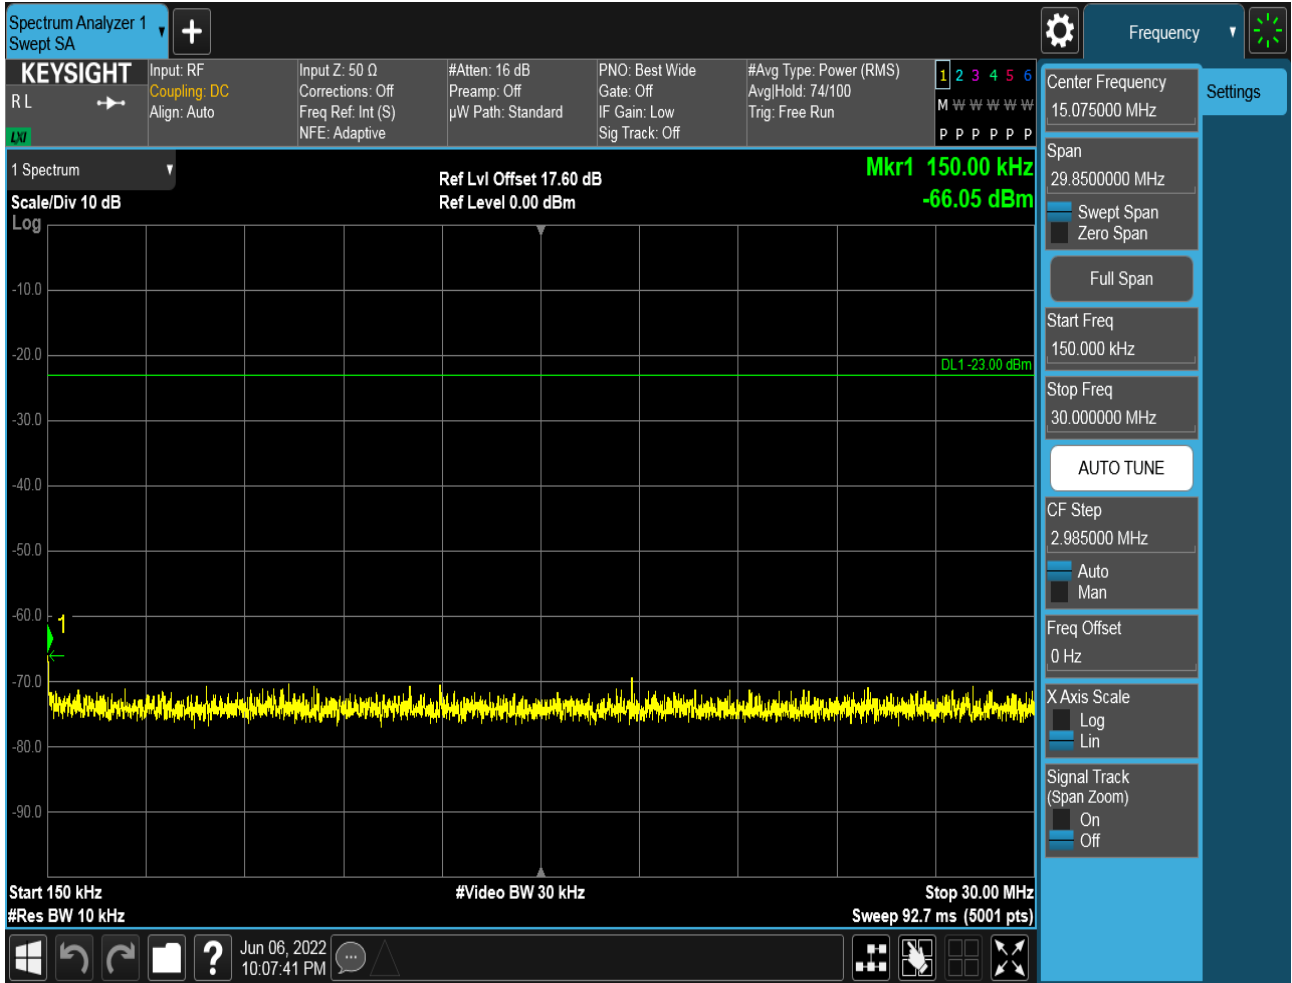 Spectrum Analyzer 1
Swept SA
Frequency
KEYSIGHT
R L
LXI
Input: RF
Coupling: DC
Align: Auto
Input Z: 50 Ω
Corrections: Off
Freq Ref: Int (S)
NFE: Adaptive
#Atten: 16 dB
Preamp: Off
µW Path: Standard
PNO: Best Wide
Gate: Off
IF Gain: Low
Sig Track: Off
#Avg Type: Power (RMS)
Avg|Hold: 74/100
Trig: Free Run
1 2 3 4 5 6
M W W W W W
P P P P P P
1 Spectrum
Scale/Div 10 dB
Log
Ref Lvl Offset 17.60 dB
Ref Level 0.00 dBm
Mkr1 150.00 kHz
-66.05 dBm
-10.0
-20.0
DL1 -23.00 dBm
-30.0
-40.0
-50.0
-60.0
1
-70.0
-80.0
-90.0
Start 150 kHz
#Video BW 30 kHz
Stop 30.00 MHz
#Res BW 10 kHz
Sweep 92.7 ms (5001 pts)
Center Frequency
15.075000 MHz
Settings
Span
29.8500000 MHz
Swept Span
Zero Span
Full Span
Start Freq
150.000 kHz
Stop Freq
30.000000 MHz
AUTO TUNE
CF Step
2.985000 MHz
Auto
Man
Freq Offset
0 Hz
X Axis Scale
Log
Lin
Signal Track
(Span Zoom)
On
Off
?
Jun 06, 2022
10:07:41 PM